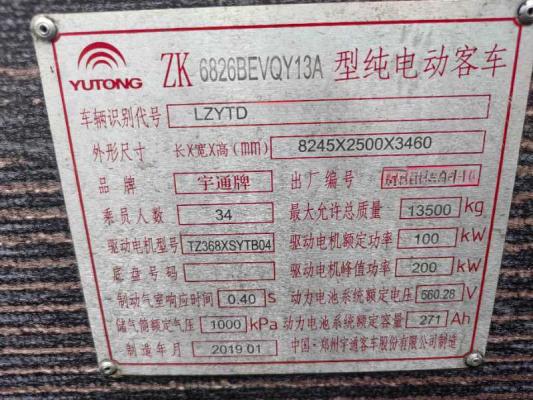 YUTONG ZK 6826BEVQY13A 型纯电动客车
车辆识别代号 LZYTD
外形尺寸 长X宽X高(mm) 8245X2500X3460
品牌 宇通牌 出厂编号
乘员人数 34 最大允许总质量 13500 kg
驱动电机型号 TZ368XSYTB04 驱动电机额定功率 100 kW
底盘号码 驱动电机峰值功率 200 kW
制动气室响应时间 0.40 S 动力电池系统额定电压 560.28 V
储气筒额定气压 1000 kPa 动力电池系统额定容量 271 Ah
制造年月 2019.01 中国·郑州宇通客车股份有限公司制造